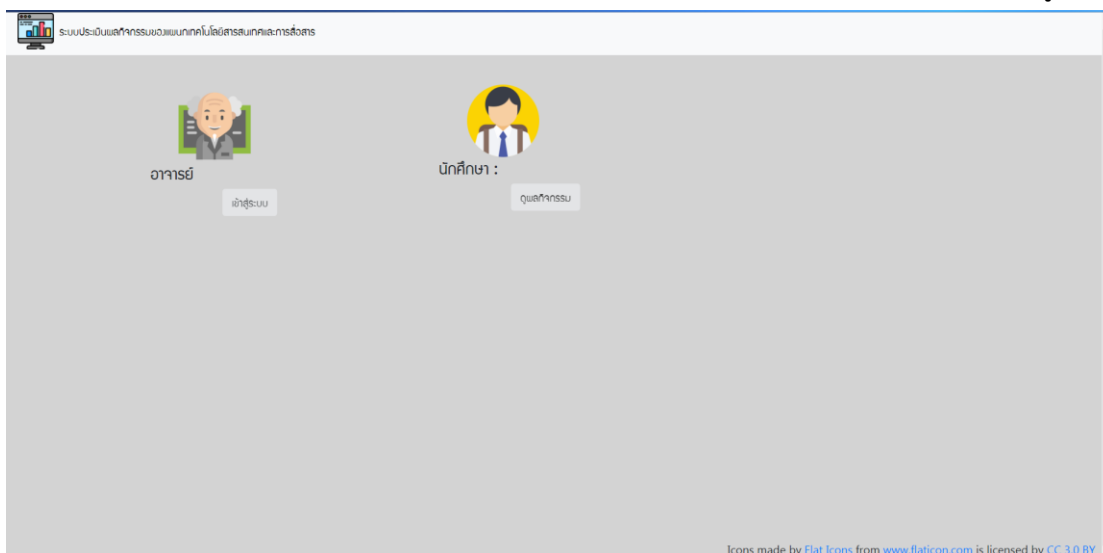 ระบบประเมินผลกิจกรรมของแผนกเทคโนโลยีสารสนเทศและการสื่อสาร
อาจารย์
เข้าสู่ระบบ
นักศึกษา :
ดูผลกิจกรรม
Icons made by Flat Icons from www.flaticon.com is licensed by CC 3.0 BY